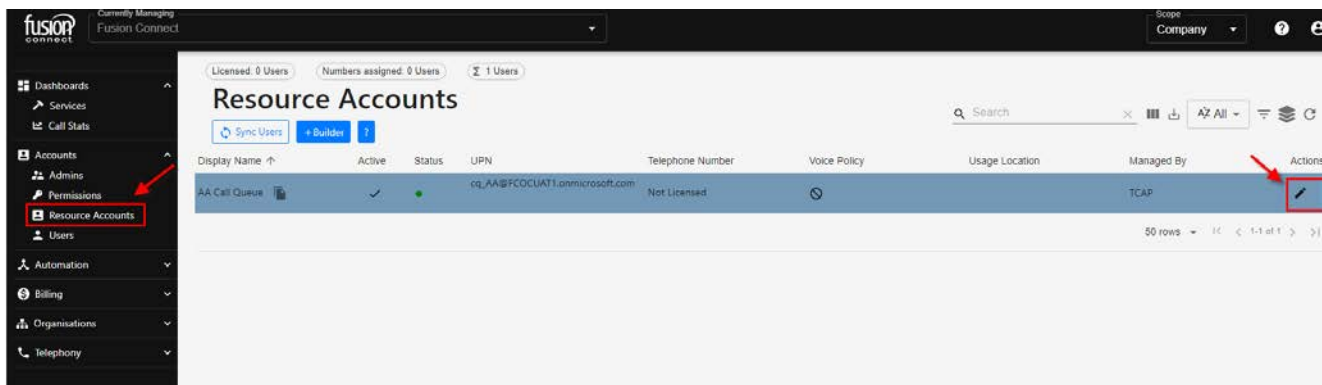 fusion
connect
Currently Managing
Fusion Connect
Scope
Company
Dashboards
Services
Call Stats
Accounts
Admins
Permissions
Resource Accounts
Users
Automation
Billing
Organisations
Telephony
Licensed: 0 Users
Numbers assigned: 0 Users
Σ 1 Users
Resource Accounts
Sync Users
+ Builder
?
Search
AZ All
Display Name ↑ Active Status UPN Telephone Number Voice Policy Usage Location Managed By Actions
AA Call Queue cq_AA@FCOCUAT1.onmicrosoft.com Not Licensed TCAP
50 rows 1-1 of 1